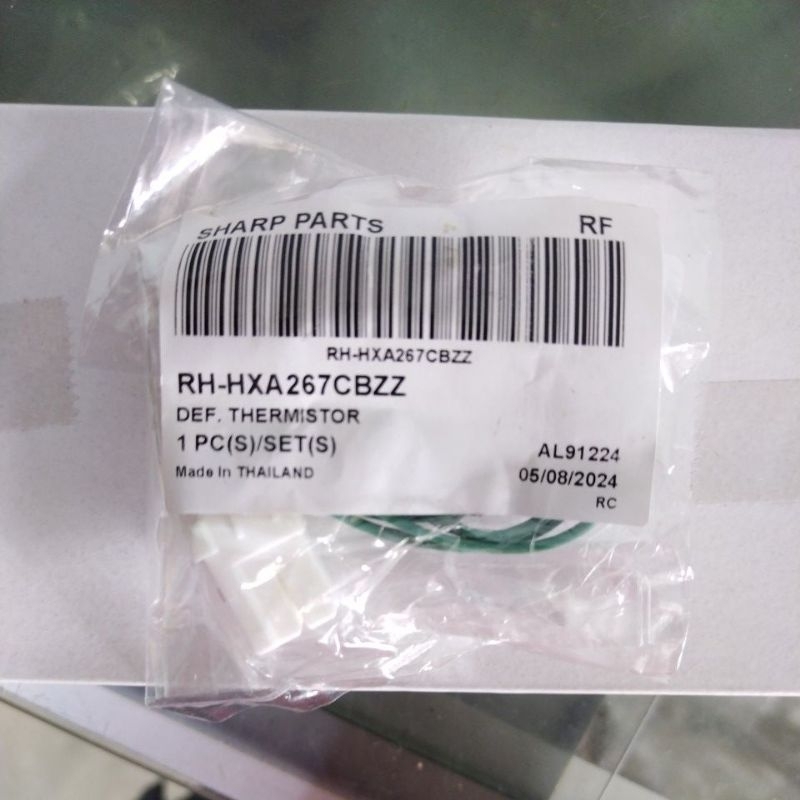 SHARP PARTS RF
RH-HXA267CBZZ
RH-HXA267CBZZ
DEF. THERMISTOR
1 PC(S)/SET(S)
AL91224
Made In THAILAND
05/08/2024
RC